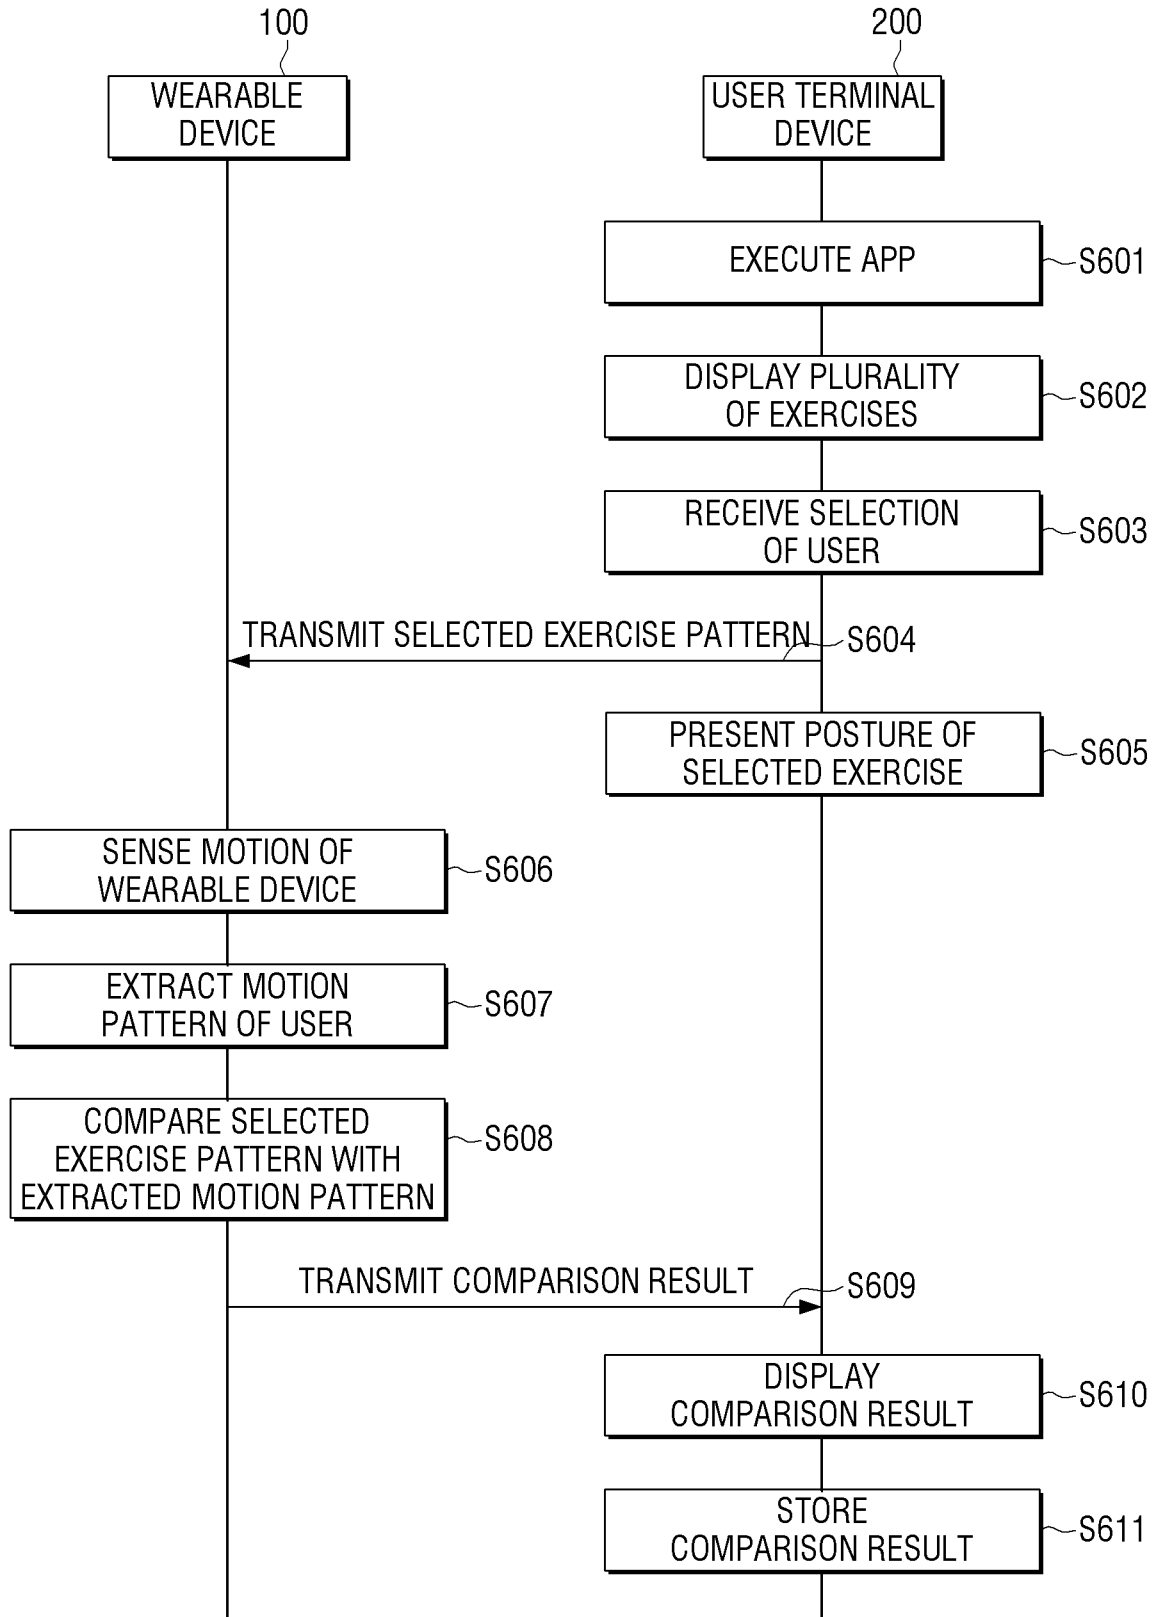 100
200
WEARABLE
DEVICE
USER TERMINAL
DEVICE
EXECUTE APP
S601
DISPLAY PLURALITY
OF EXERCISES
S602
RECEIVE SELECTION
OF USER
S603
TRANSMIT SELECTED EXERCISE PATTERN
S604
PRESENT POSTURE OF
SELECTED EXERCISE
S605
SENSE MOTION OF
WEARABLE DEVICE
S606
EXTRACT MOTION
PATTERN OF USER
S607
COMPARE SELECTED
EXERCISE PATTERN WITH
EXTRACTED MOTION PATTERN
S608
TRANSMIT COMPARISON RESULT
S609
DISPLAY
COMPARISON RESULT
S610
STORE
COMPARISON RESULT
S611